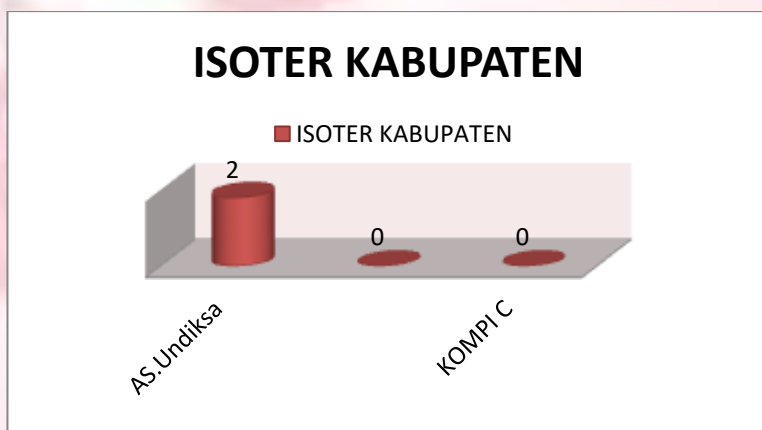 ISOTER KABUPATEN
ISOTER KABUPATEN
2
0
0
AS.Undiksa
KOMPI C